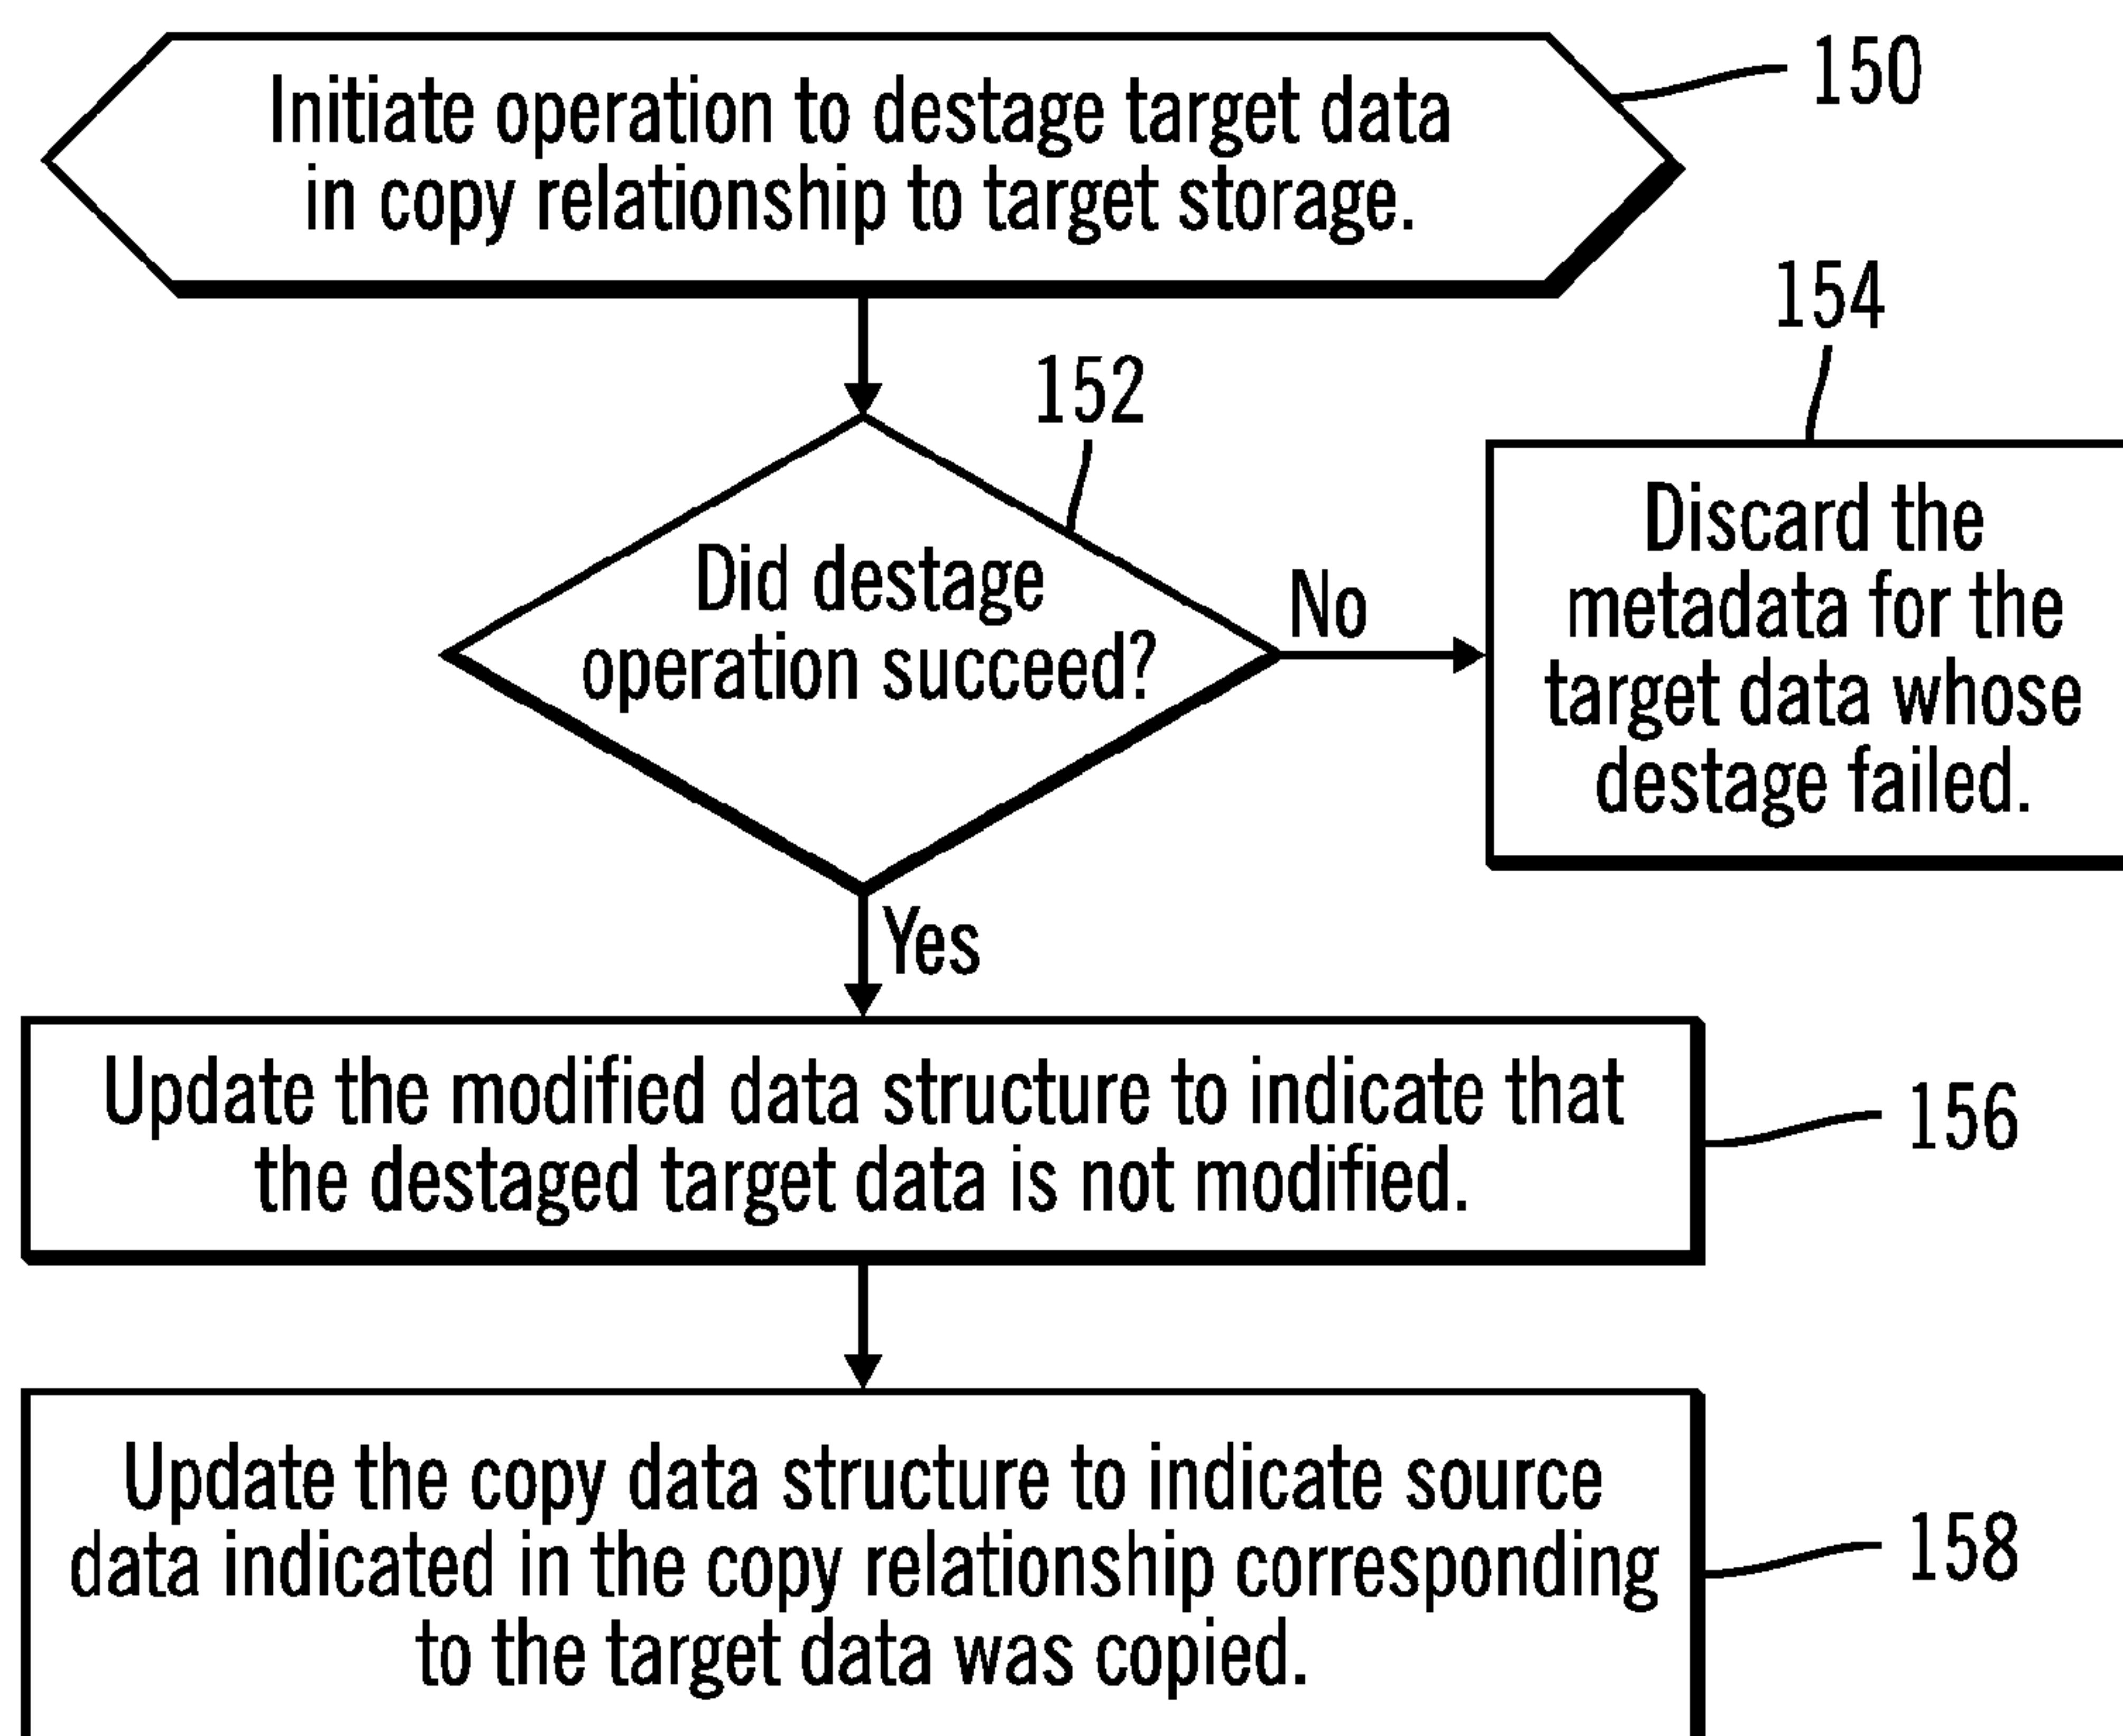 Initiate operation to destage target data
in copy relationship to target storage.
150
152
154
Did destage
operation succeed?
No
Discard the
metadata for the
target data whose
destage failed.
Yes
Update the modified data structure to indicate that
the destaged target data is not modified.
156
Update the copy data structure to indicate source
data indicated in the copy relationship corresponding
to the target data was copied.
158